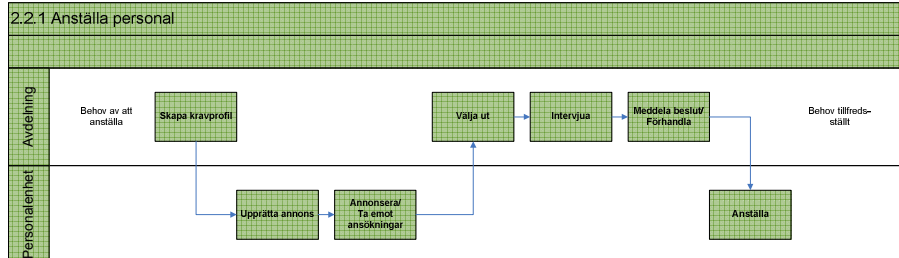 2.2.1 Anställa personal
Avdelning
Behov av att
anställa
Skapa kravprofil
Välja ut
Intervjua
Meddela beslut/
Förhandla
Behov tillfreds-
ställt
Personalenhet
Upprätta annons
Annonsera/
Ta emot
ansökningar
Anställa